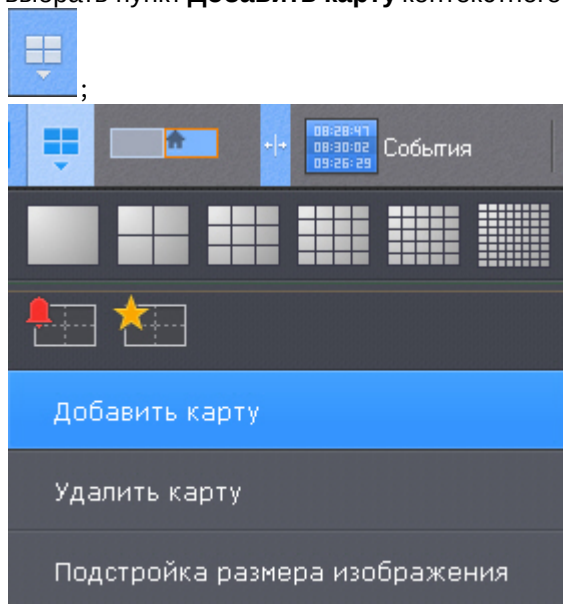 выбрать пункт Добавить карту контекстного
;
08:28:47
08:30:02
09:26:29
События
Добавить карту
Удалить карту
Подстройка размера изображения